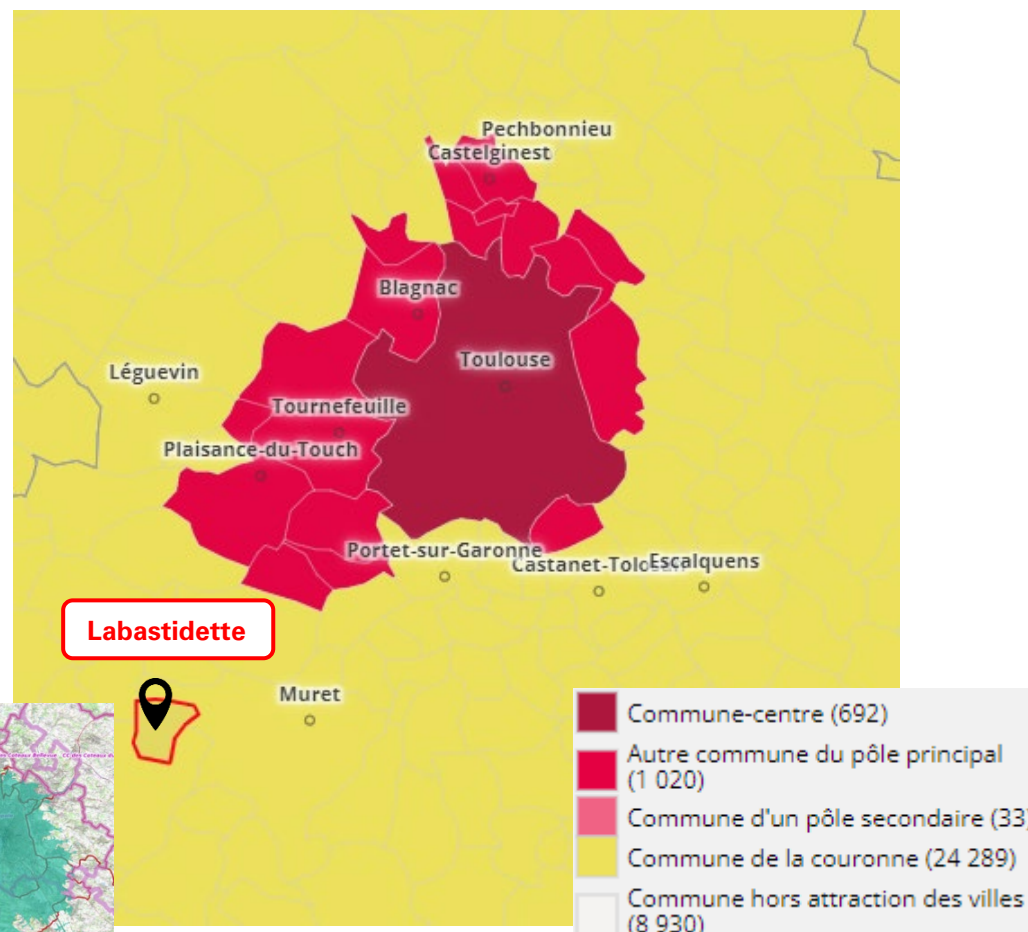 Pechbonnieu
Castelginest
Blagnac
Toulouse
Léguevin
Tournefeuille
Plaisance-du-Touch
Portet-sur-Garonne
Escalquens
Labastidette
Muret
Commune-centre (692)
Autre commune du pôle principal
(1 020)
Commune d'un pôle secondaire (33)
Commune de la couronne (24 289)
Commune hors attraction des villes
(8 930)